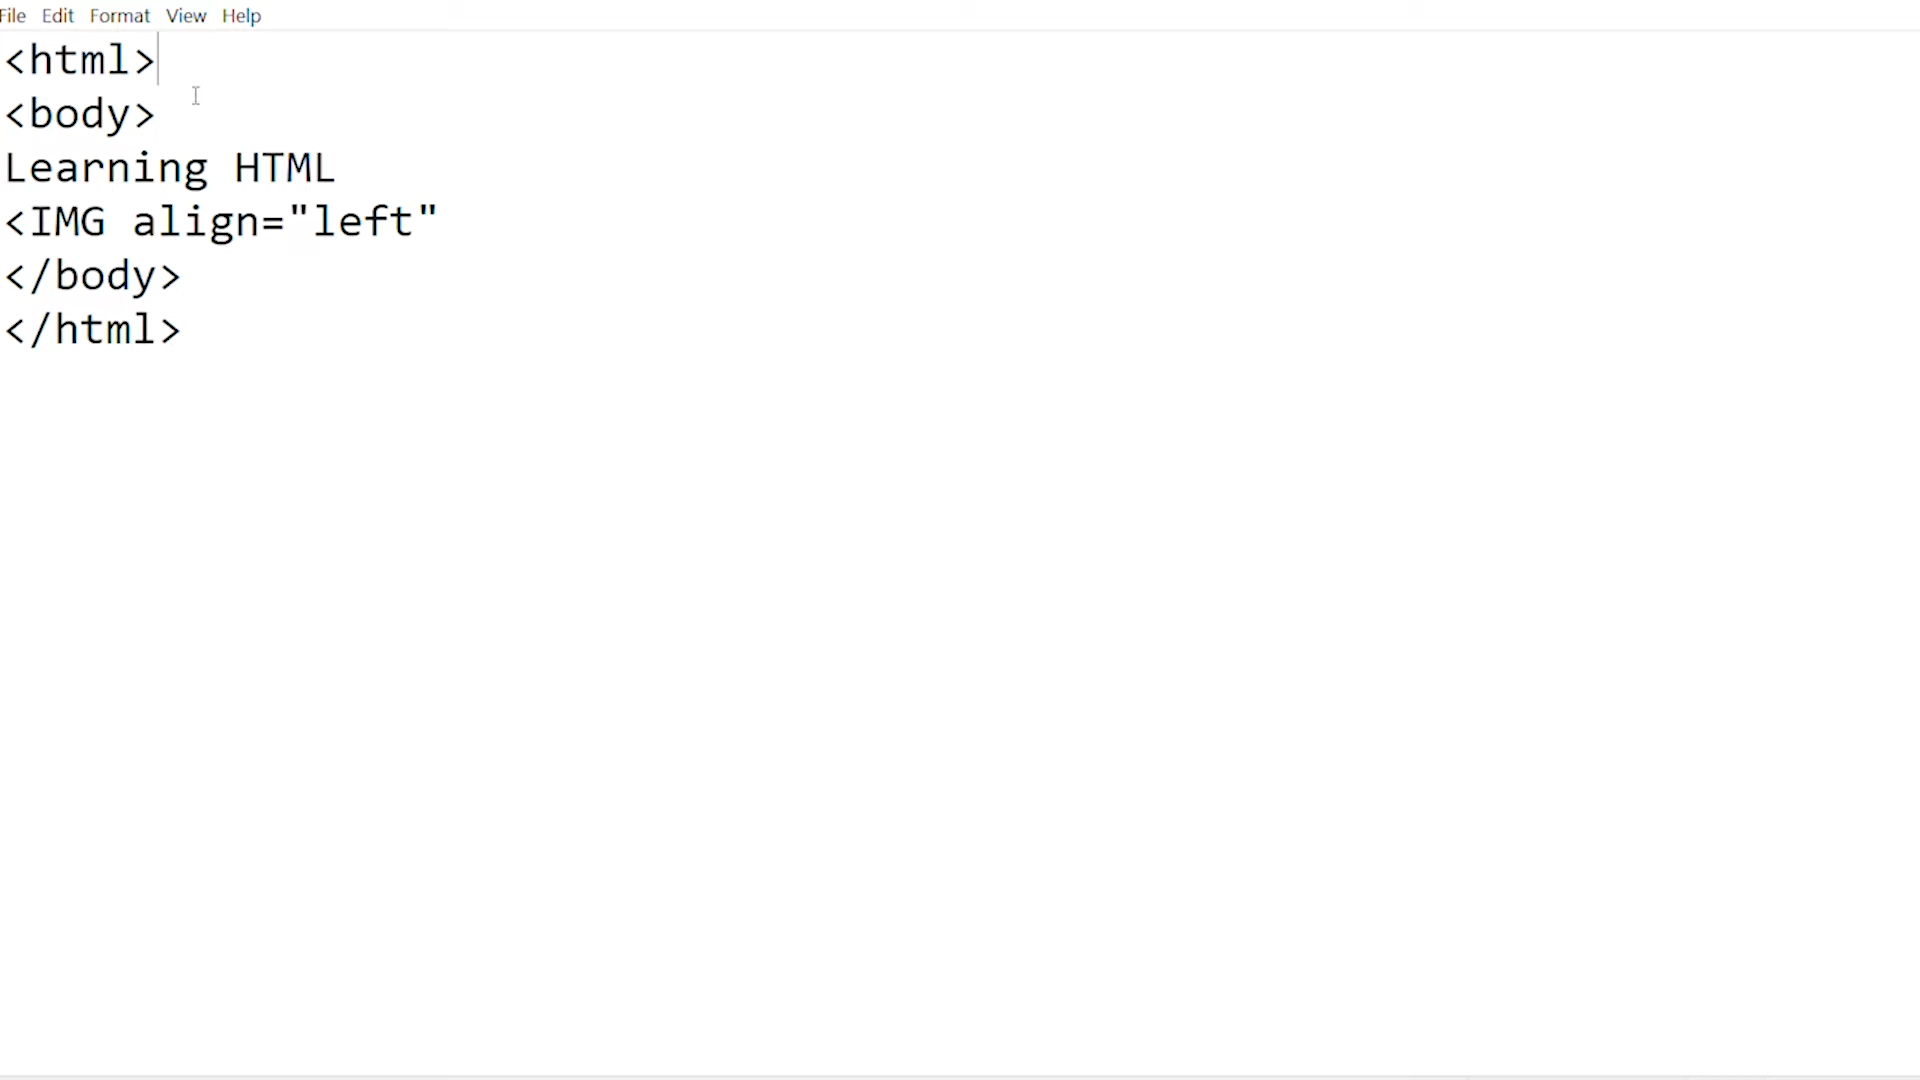 File Edit Format View Help
<html>
<body>
Learning HTML
<IMG align="left"
</body>
</html>